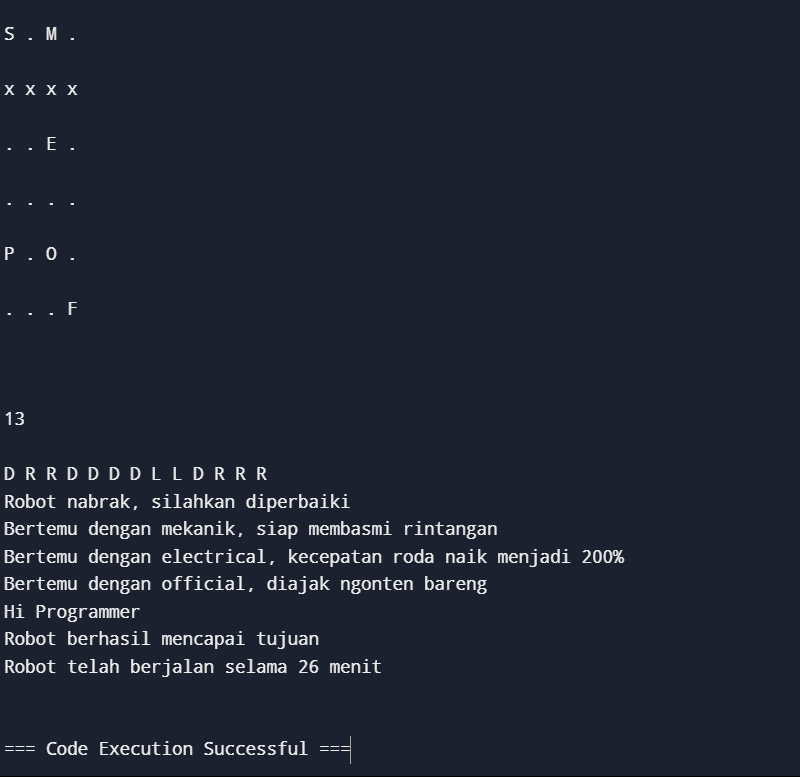 S . M .
x x x x
. . E .
. . . .
P . O .
. . . F
13
D R R D D D D L L D R R R
Robot nabrak, silahkan diperbaiki
Bertemu dengan mekanik, siap membasmi rintangan
Bertemu dengan electrical, kecepatan roda naik menjadi 200%
Bertemu dengan official, diajak ngonten bareng
Hi Programmer
Robot berhasil mencapai tujuan
Robot telah berjalan selama 26 menit
=== Code Execution Successful ===